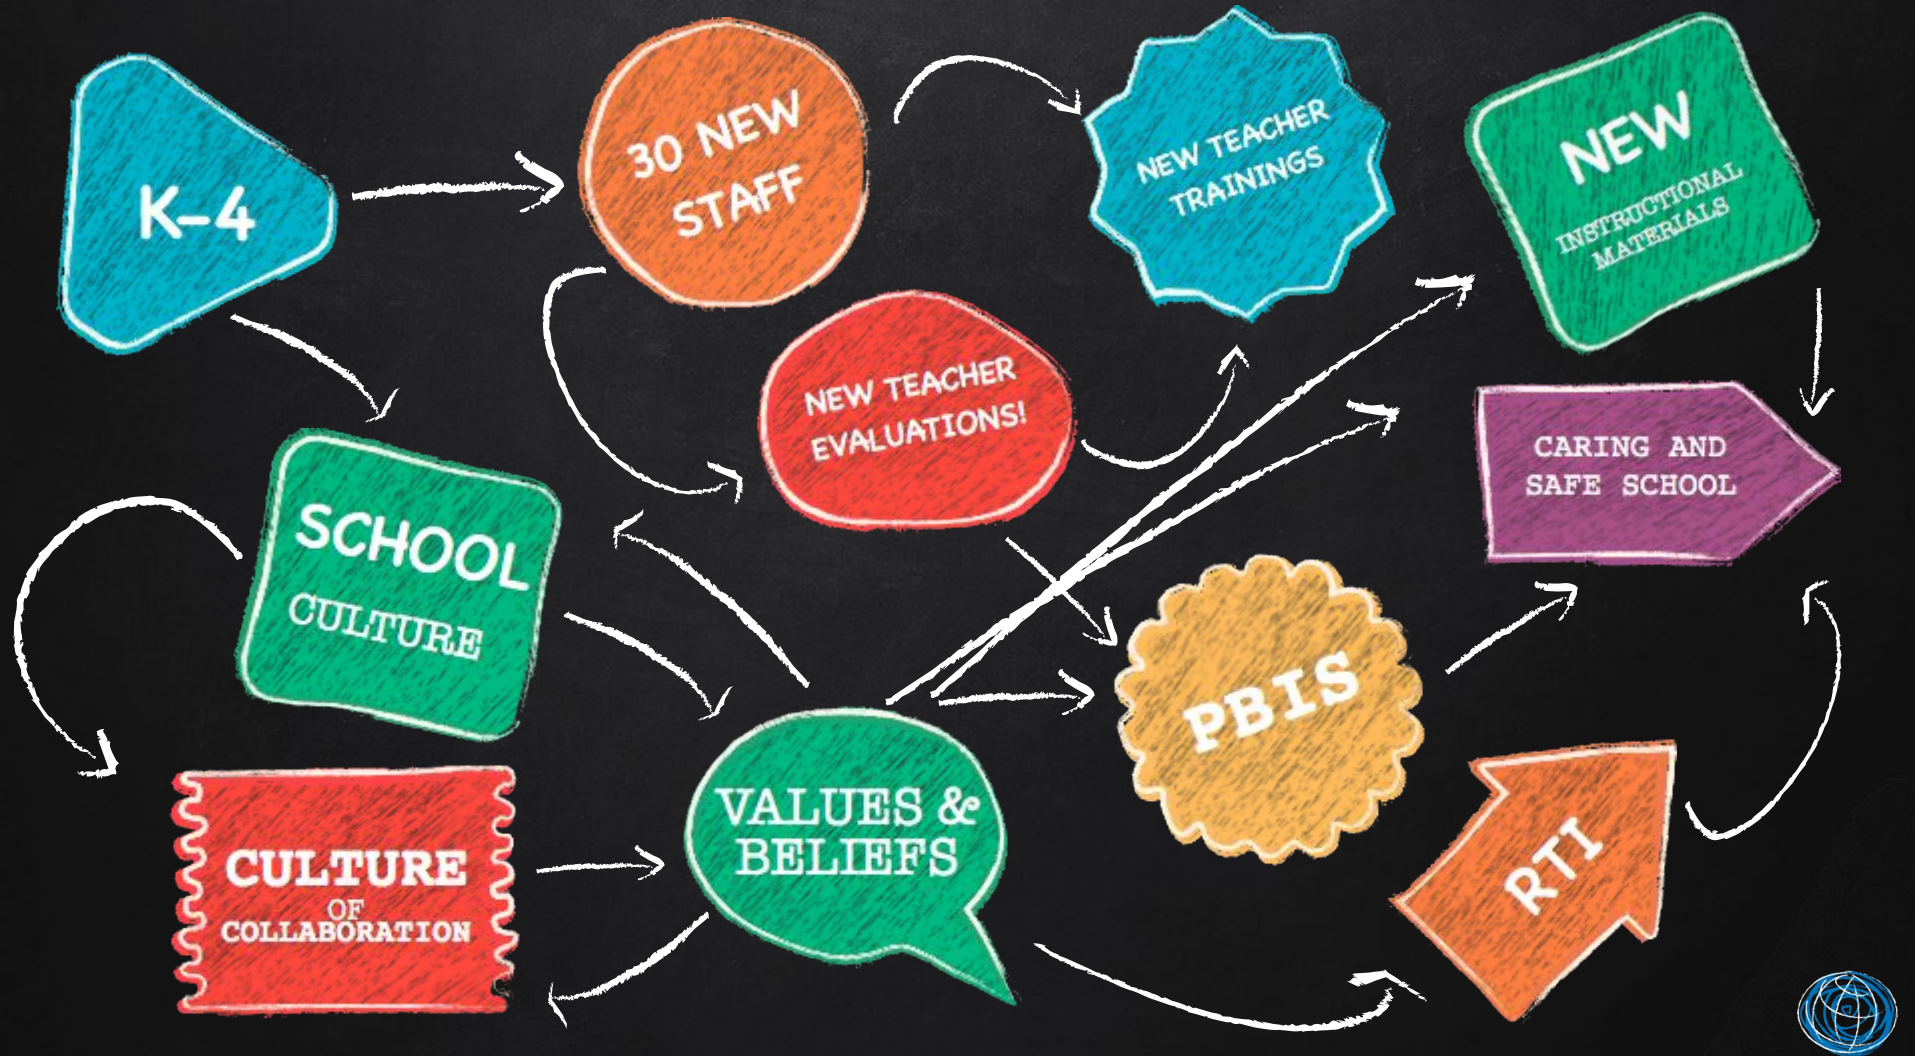 K-4
30 NEW
STAFF
NEW TEACHER
TRAININGS
NEW
INSTRUCTIONAL
MATERIALS
NEW TEACHER
EVALUATIONS!
CARING AND
SAFE SCHOOL
SCHOOL
CULTURE
PBIS
VALUES &
BELIEFS
CULTURE
OF
COLLABORATION
RTI